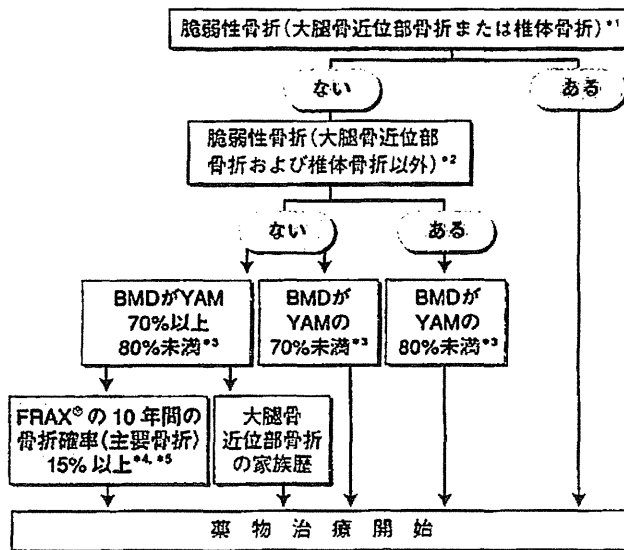 脆弱性骨折(大腿骨近位部骨折または椎体骨折)*1
ない
ある
脆弱性骨折(大腿骨近位部
骨折および椎体骨折以外)*2
ない
ある
BMDがYAM
70%以上
80%未満*3
BMDが
YAMの
70%未満*3
BMDが
YAMの
80%未満*3
FRAX®の10年間の
骨折確率(主要骨折)
15%以上*4, *5
大腿骨
近位部骨折
の家族歴
薬物治療開始